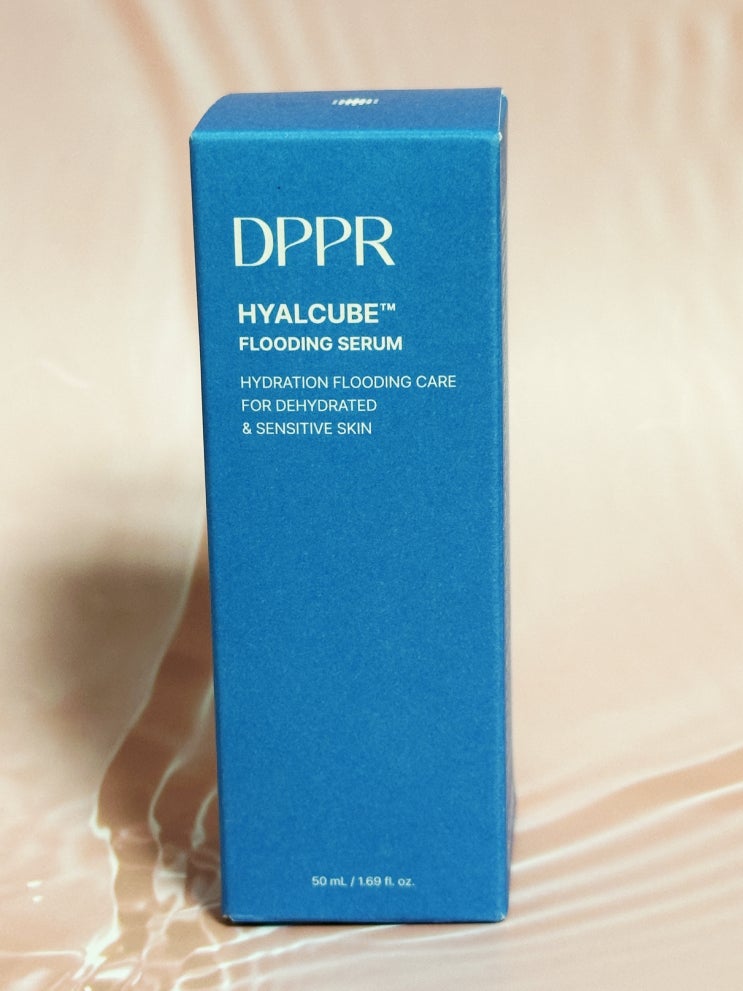 DPPR
HYALCUBE™
FLOODING SERUM
HYDRATION FLOODING CARE
FOR DEHYDRATED
& SENSITIVE SKIN
50 mL / 1.69 fl. oz.